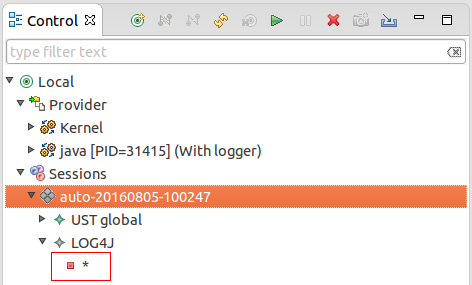 Control
type filter text
Local
Provider
Kernel
java [PID=31415] (With logger)
Sessions
auto-20160805-100247
UST global
LOG4J
*